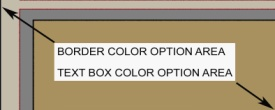 BORDER COLOR OPTION AREA
TEXT BOX COLOR OPTION AREA